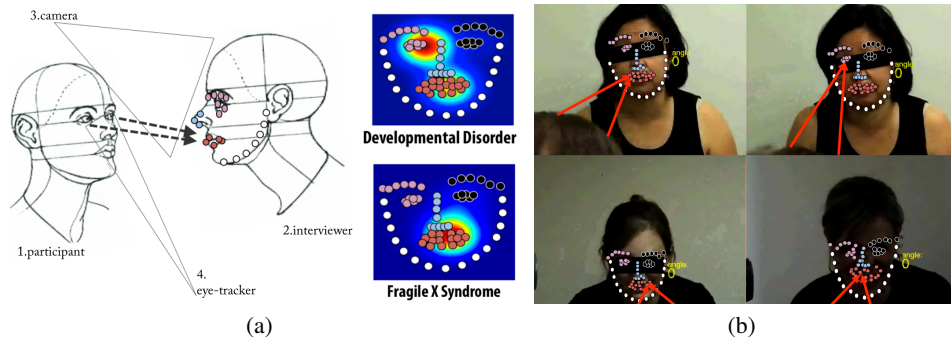 3.camera
1.participant
2.interviewer
4.
eye-tracker
Developmental Disorder
Fragile X Syndrome
angle:
0
angle:
0
angle:
0
angle:
0
(a)
(b)